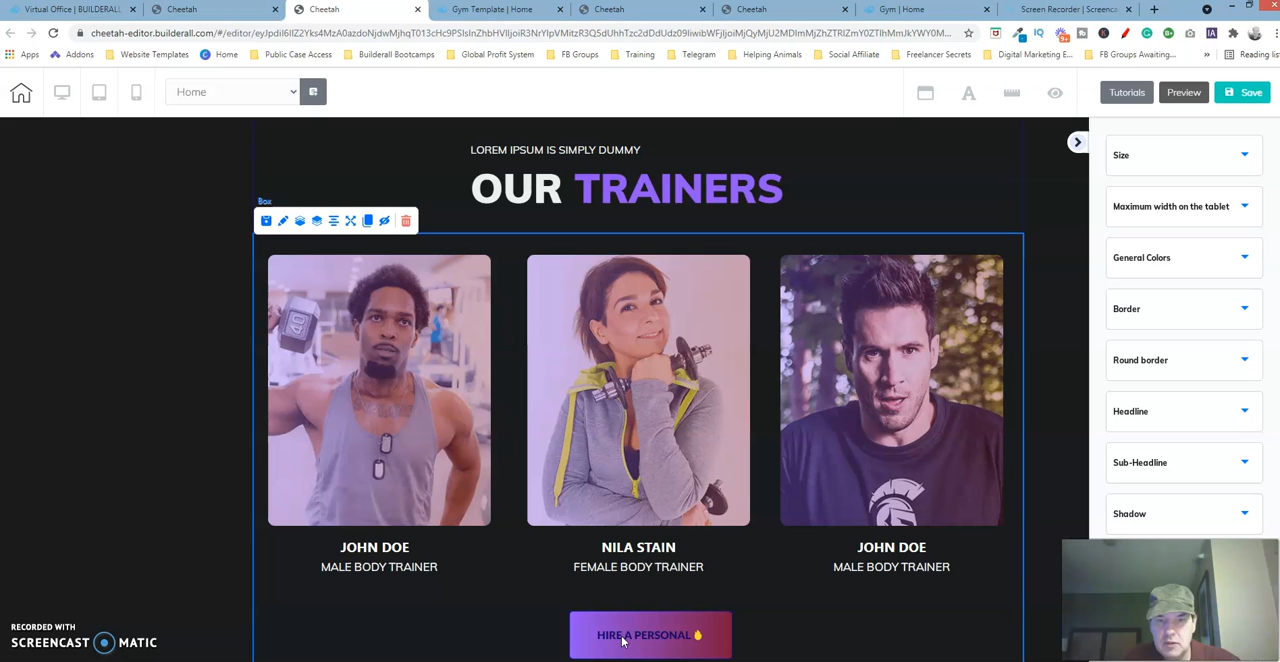 Virtual Office | BUILDERALL
Cheetah
Cheetah
Gym Template | Home
Cheetah
Cheetah
Gym | Home
Screen Recorder | Screenca
Apps
Addons
Website Templates
Home
Public Case Access
Builderall Bootcamps
Global Profit System
FB Groups
Training
Telegram
Helping Animals
Social Affiliate
Freelancer Secrets
Digital Marketing E...
FB Groups Awaiting...
»
Reading lis
Home
Tutorials
Preview
Save
LOREM IPSUM IS SIMPLY DUMMY
OUR TRAINERS
Box
40
JOHN DOE
MALE BODY TRAINER
NILA STAIN
FEMALE BODY TRAINER
JOHN DOE
MALE BODY TRAINER
HIRE A PERSONAL 🔥
Size
Maximum width on the tablet
General Colors
Border
Round border
Headline
Sub-Headline
Shadow
RECORDED WITH
SCREENCAST MATIC